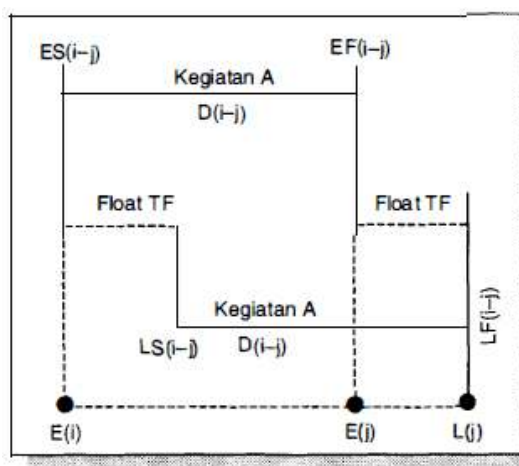 ES(i–j) EF(i–j)
Kegiatan A
D(i–j)
Float TF Float TF
Kegiatan A
LS(i–j) D(i–j)
LF(i–j)
E(i) E(j) L(j)